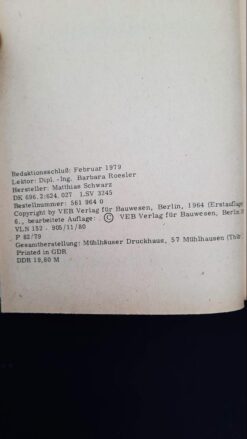 Redaktionsschluß: Februar 1979
Lektor: Dipl. -Ing. Barbara Roesler
Hersteller: Matthias Schwarz
DK 696.2:624.027 LSV 3245
Bestellnummer: 561 964 0
Copyright by VEB Verlag für Bauwesen, Berlin, 1964 (Erstauflage
6., bearbeitete Auflage: © VEB Verlag für Bauwesen, Berlin,
VLN 152 . 905/11/80
P 82/79
Gesamtherstellung: Mühlhäuser Druckhaus, 57 Mühlhausen (Thür
Printed in GDR
DDR 19,80 M